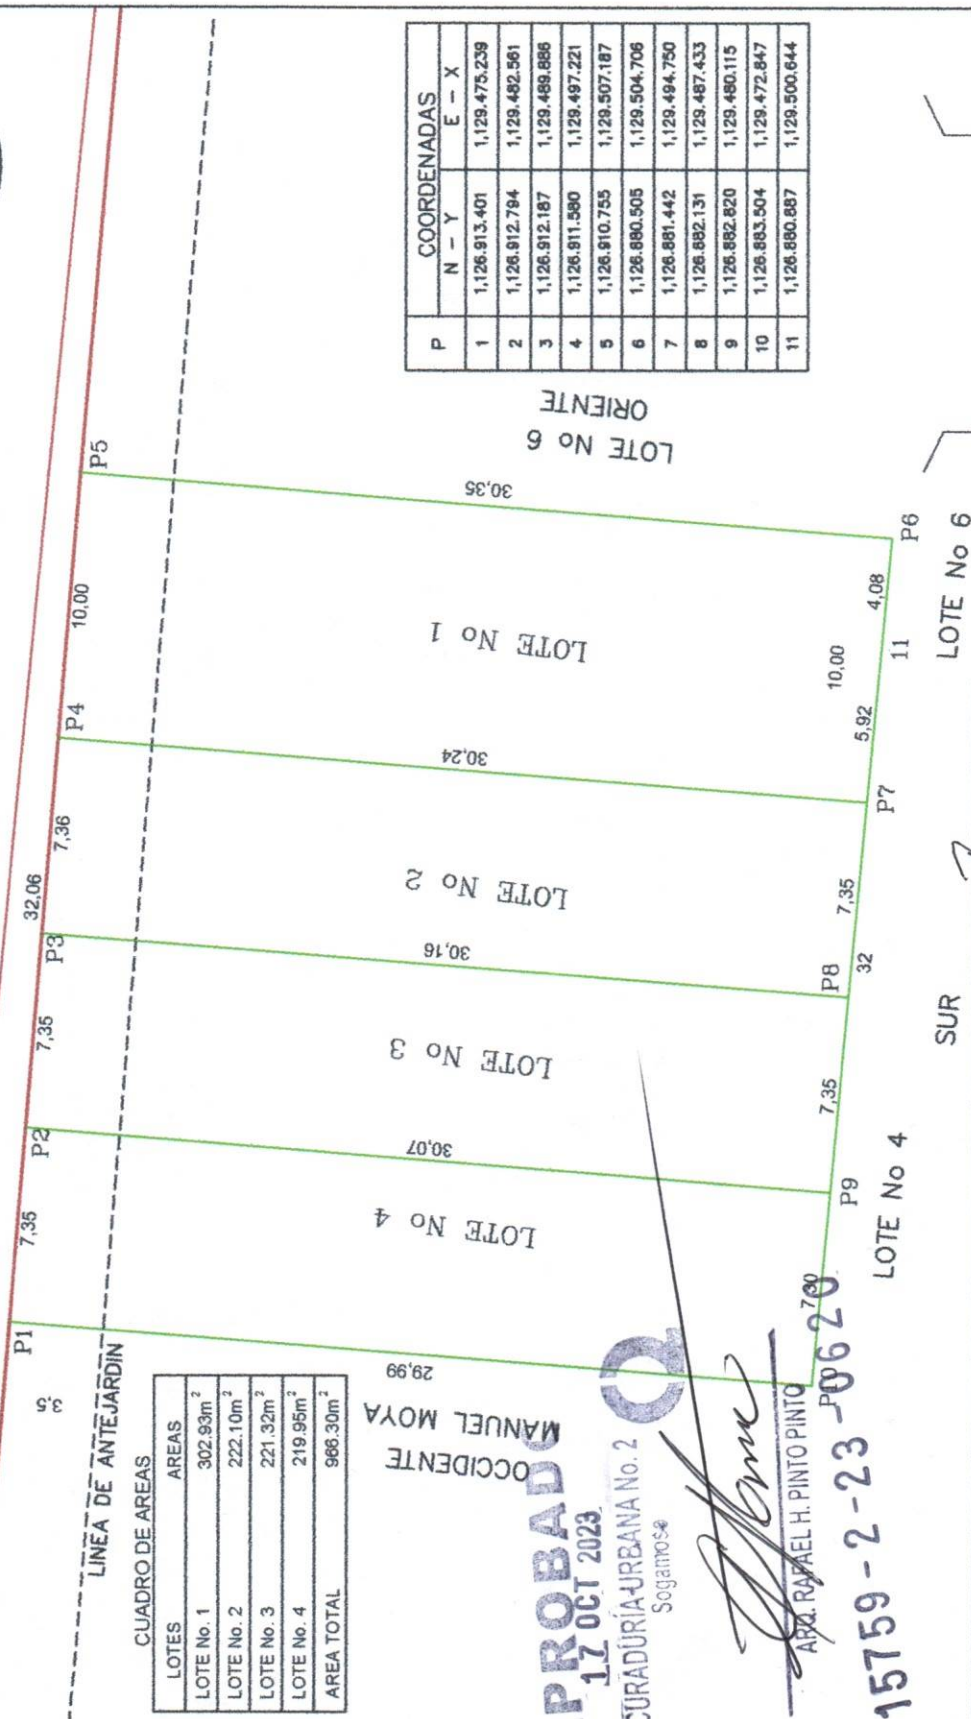 COORDENADAS
P N - Y E - X
1 1,126.913.401 1,129.475.239
2 1,126.912.794 1,129.482.561
3 1,126.912.187 1,129.489.886
4 1,126.911.580 1,129.497.221
5 1,126.910.755 1,129.507.187
6 1,126.880.505 1,129.504.706
7 1,126.881.442 1,129.494.750
8 1,126.882.131 1,129.487.433
9 1,126.882.820 1,129.480.115
10 1,126.883.504 1,129.472.847
11 1,126.880.887 1,129.500.644
32,06
P1
7,35
P2
7,35
P3
7,36
P4
10,00
P5
3,5
LINEA DE ANTEJARDIN
CUADRO DE AREAS
LOTES AREAS
LOTE No. 1 302.93m²
LOTE No. 2 222.10m²
LOTE No. 3 221.32m²
LOTE No. 4 219.95m²
AREA TOTAL 966.30m²
OCCIDENTE
MANUEL MOYA
29,99
LOTE No 4
30,07
LOTE No 3
30,16
LOTE No 2
30,24
LOTE No 1
30,35
LOTE No 6
ORIENTE
P10
7,30
P9
7,35
P8
32
7,35
P7
5,92
10,00
11
4,08
P6
LOTE No 4
SUR
LOTE No 6
PROBAD
17 OCT 2023
CURADURÍA URBANA No. 2
Sogamoso
ARQ. RAFAEL H. PINTO PINTO
15759-2-23-0620